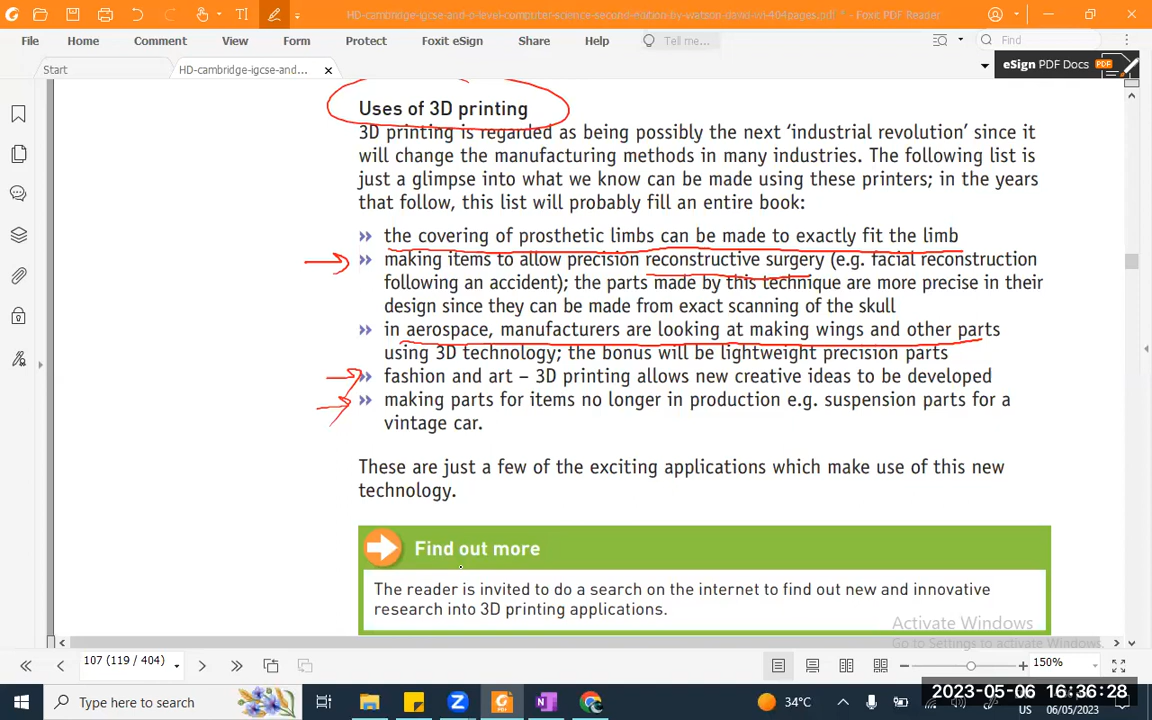 HD-cambridge-igcse-and-o-level-computer-science-second-edition-by-watson-david-wi-404pages.pdf * - Foxit PDF Reader
File Home Comment View Form Protect Foxit eSign Share Help Tell me... Find
Start HD-cambridge-igcse-and-... eSign PDF Docs PDF
Uses of 3D printing
3D printing is regarded as being possibly the next ‘industrial revolution’ since it
will change the manufacturing methods in many industries. The following list is
just a glimpse into what we know can be made using these printers; in the years
that follow, this list will probably fill an entire book:
» the covering of prosthetic limbs can be made to exactly fit the limb
» making items to allow precision reconstructive surgery (e.g. facial reconstruction
following an accident); the parts made by this technique are more precise in their
design since they can be made from exact scanning of the skull
» in aerospace, manufacturers are looking at making wings and other parts
using 3D technology; the bonus will be lightweight precision parts
» fashion and art – 3D printing allows new creative ideas to be developed
» making parts for items no longer in production e.g. suspension parts for a
vintage car.
These are just a few of the exciting applications which make use of this new
technology.
Find out more
The reader is invited to do a search on the internet to find out new and innovative
research into 3D printing applications.
Activate Windows
Go to Settings to activate Windows.
107 (119 / 404) 150%
Type here to search 34°C 2023-05-06 16:36:28
US 06/05/2023